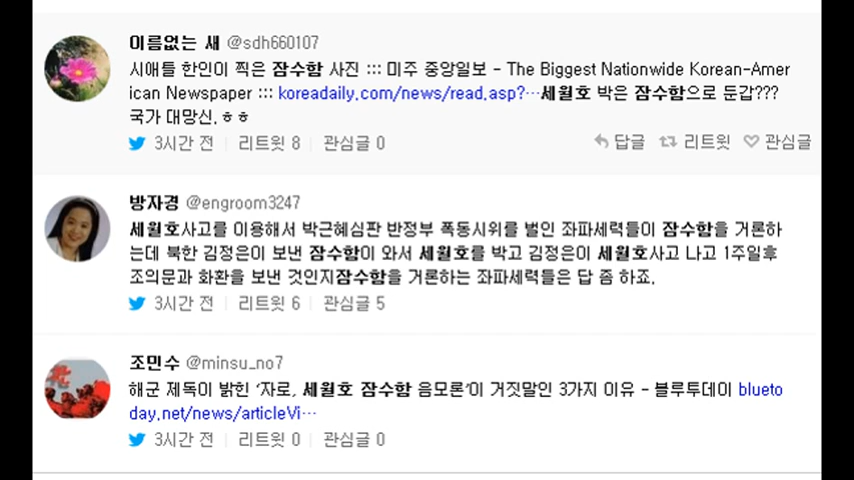 이름없는 새 @sdh660107
시애틀 한인이 찍은 잠수함 사진 ::: 미주 중앙일보 - The Biggest Nationwide Korean-Amer
ican Newspaper ::: koreadaily.com/news/read.asp?…세월호 박은 잠수함으로 둔갑???
국가 대망신.ㅎㅎ
3시간 전 리트윗 8 관심글 0 답글 리트윗 관심글
방자경 @engroom3247
세월호사고를 이용해서 박근혜심판 반정부 폭동시위를 벌인 좌파세력들이 잠수함을 거론하
는데 북한 김정은이 보낸 잠수함이 와서 세월호를 박고 김정은이 세월호사고 나고 1주일후
조의문과 화환을 보낸 것인지잠수함을 거론하는 좌파세력들은 답 좀 하죠.
3시간 전 리트윗 6 관심글 5
조민수 @minsu_no7
해군 제독이 밝힌 ‘자로, 세월호 잠수함 음모론’이 거짓말인 3가지 이유 - 블루투데이 blueto
day.net/news/articleVi…
3시간 전 리트윗 0 관심글 0